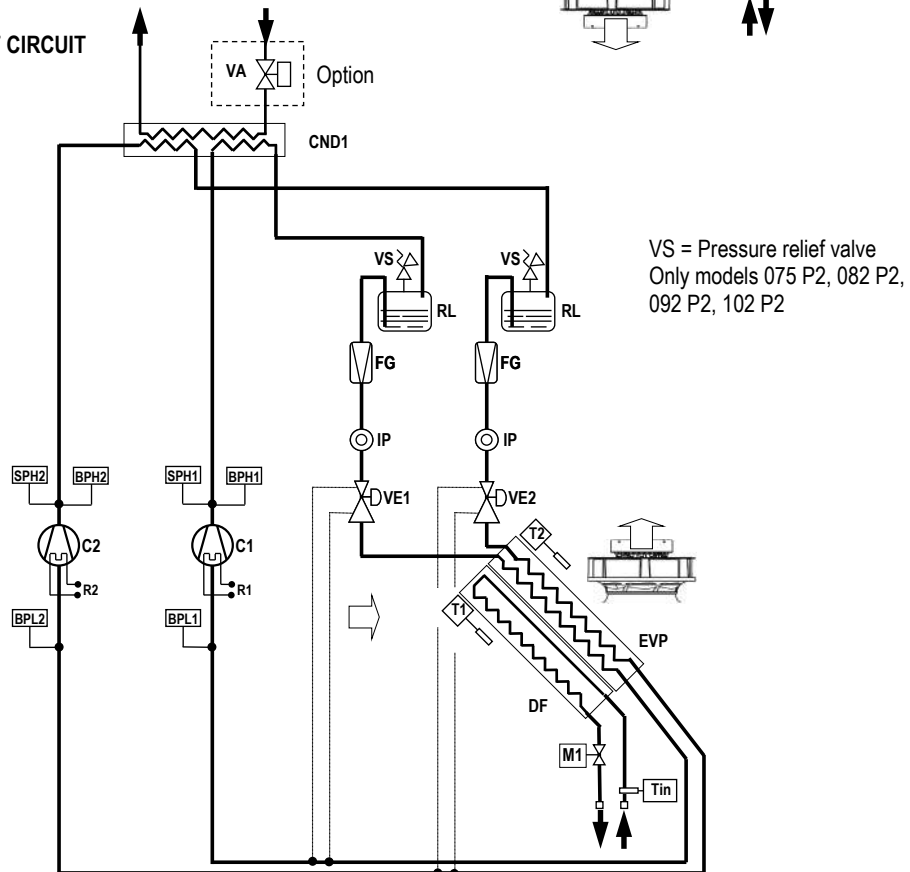 CIRCUIT
VA
Option
CND1
VS
VS
VS = Pressure relief valve
Only models 075 P2, 082 P2,
092 P2, 102 P2
RL
RL
FG
FG
IP
IP
SPH2
BPH2
SPH1
BPH1
VE1
VE2
C2
C1
T2
R2
R1
BPL2
BPL1
T1
EVP
DF
M1
Tin